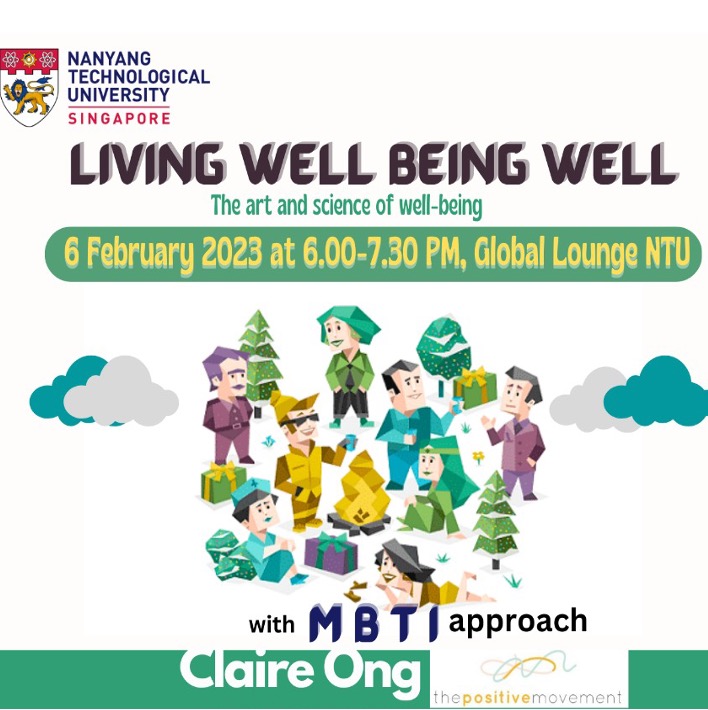 NANYANG
TECHNOLOGICAL
UNIVERSITY
SINGAPORE
LIVING WELL BEING WELL
The art and science of well-being
6 February 2023 at 6.00-7.30 PM, Global Lounge NTU
with MBTI approach
Claire Ong
thepositivemovement